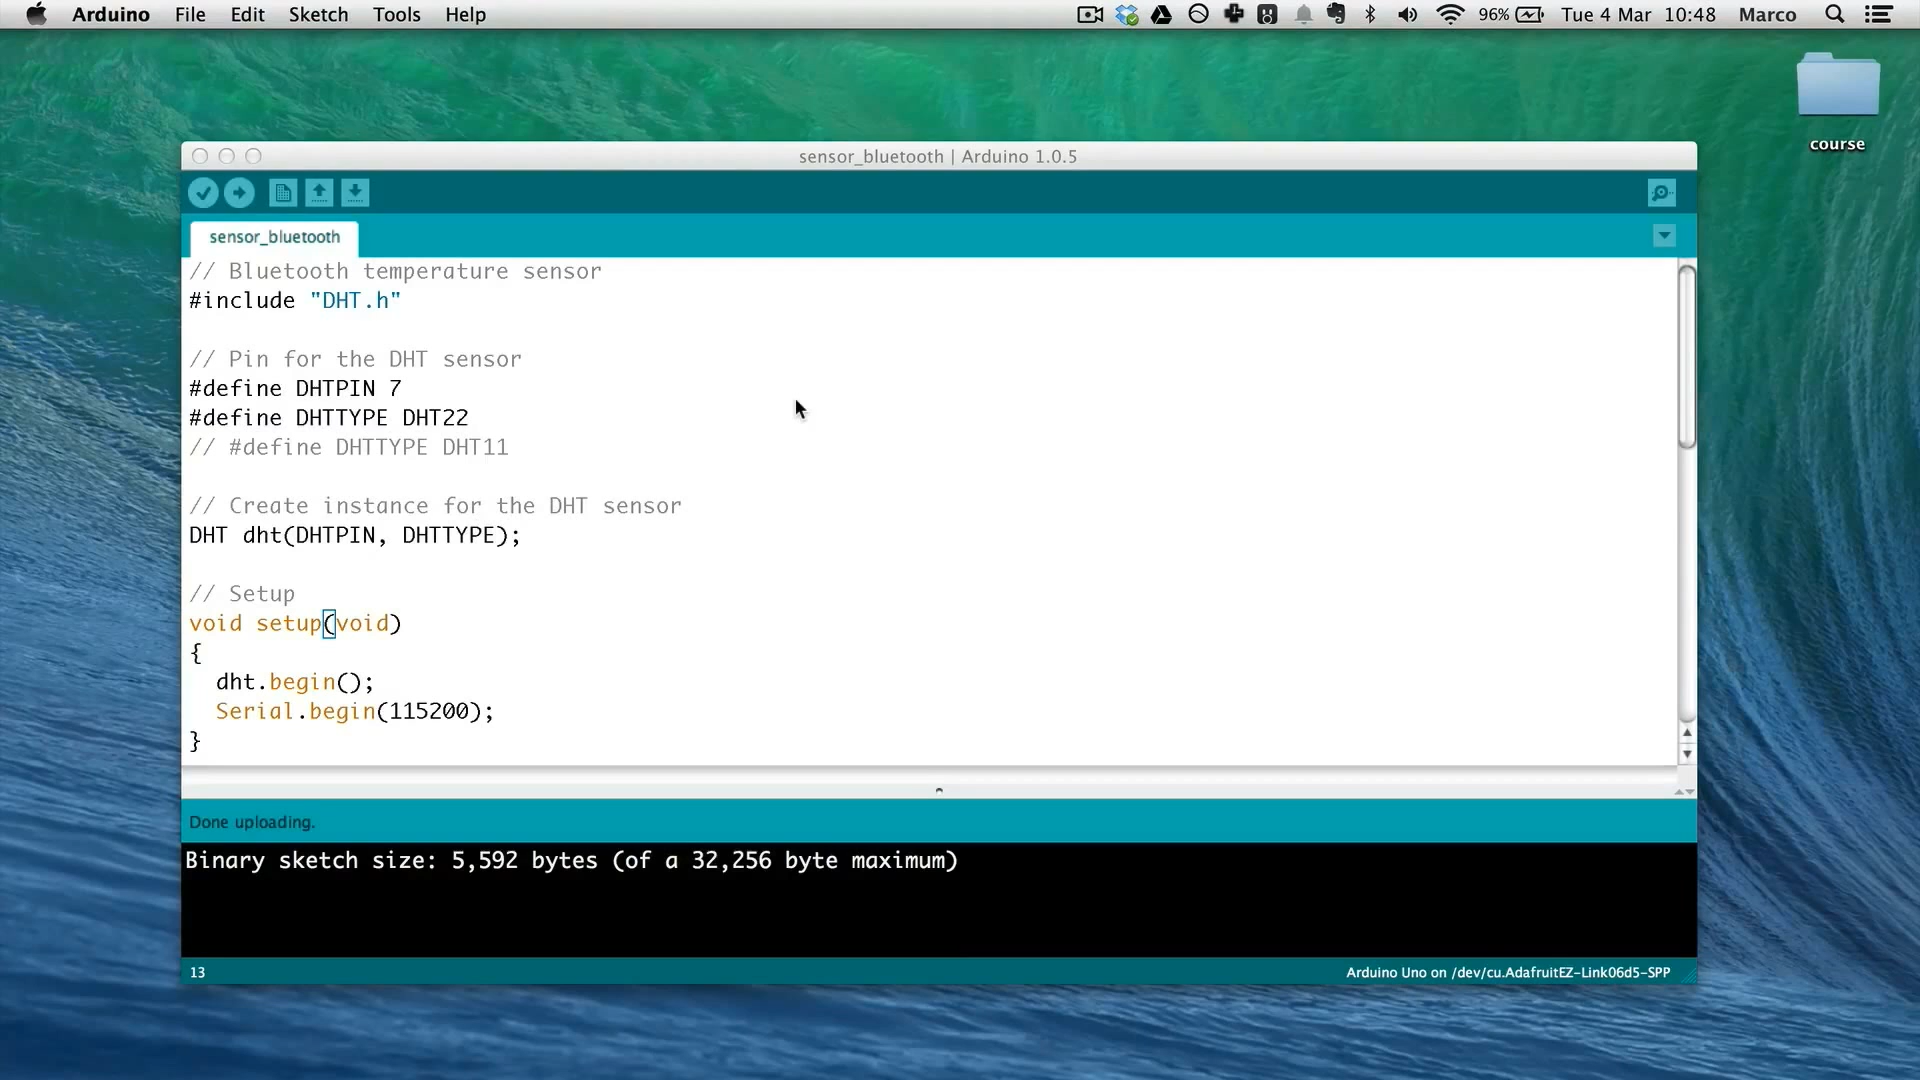 Arduino File Edit Sketch Tools Help 96% Tue 4 Mar 10:48 Marco
course
sensor_bluetooth | Arduino 1.0.5
sensor_bluetooth
// Bluetooth temperature sensor
#include "DHT.h"
// Pin for the DHT sensor
#define DHTPIN 7
#define DHTTYPE DHT22
// #define DHTTYPE DHT11
// Create instance for the DHT sensor
DHT dht(DHTPIN, DHTTYPE);
// Setup
void setup(void)
{
dht.begin();
Serial.begin(115200);
}
Done uploading.
Binary sketch size: 5,592 bytes (of a 32,256 byte maximum)
13 Arduino Uno on /dev/cu.AdafruitEZ-Link06d5-SPP